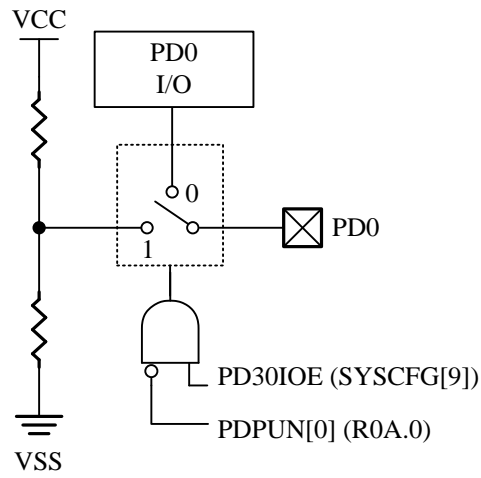 VCC
PD0
I/O
0
1
PD0
PD30IOE (SYSCFG[9])
PDPUN[0] (R0A.0)
VSS